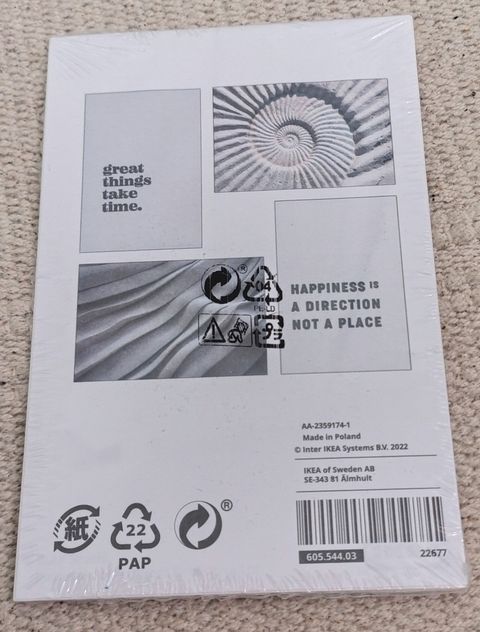 great
things
take
time.
HAPPINESS IS
A DIRECTION
NOT A PLACE
®
04
PE-LD
AA-2359174-1
Made in Poland
© Inter IKEA Systems B.V. 2022
IKEA of Sweden AB
SE-343 81 Älmhult
紙
22
PAP
®
605.544.03
22677